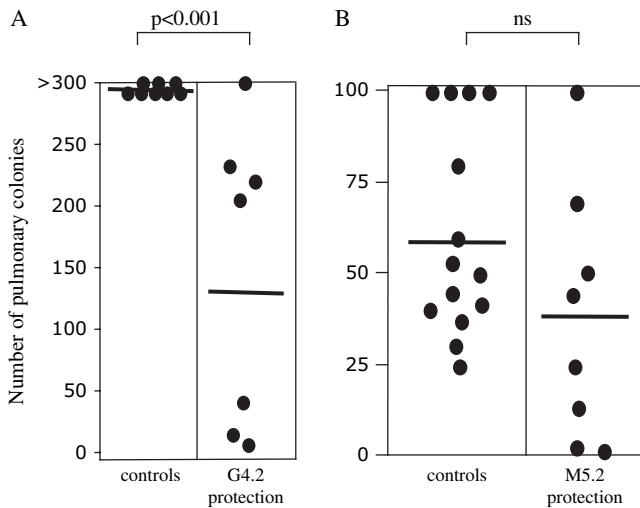 A
p<0.001
B
ns
Number of pulmonary colonies
>300
250
200
150
100
50
0
controls
G4.2
protection
100
75
50
25
0
controls
M5.2
protection